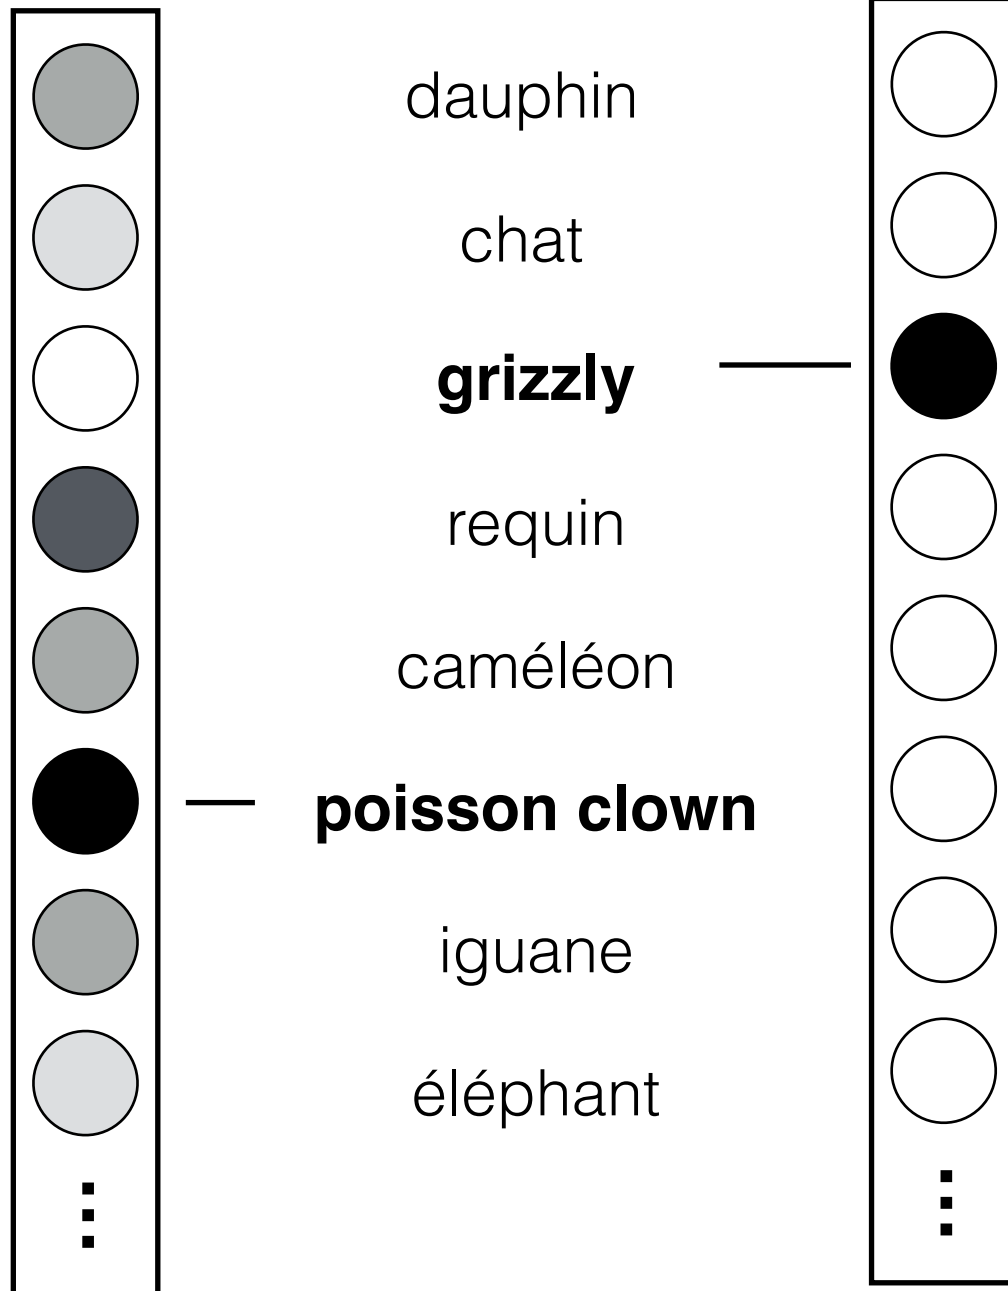 dauphin
chat
grizzly
requin
caméléon
poisson clown
iguane
éléphant